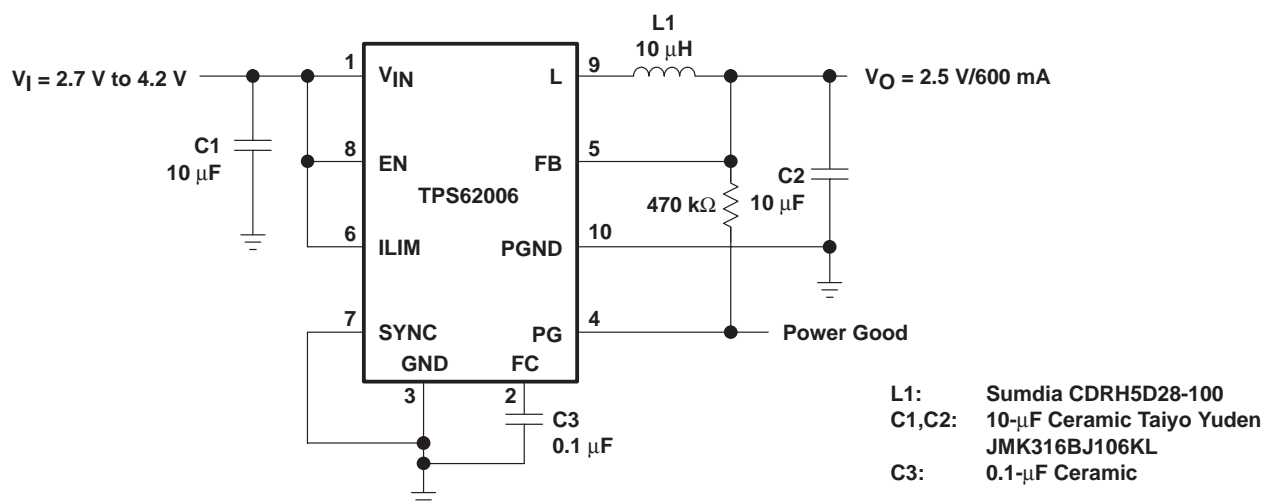 L1
10 μH
VI = 2.7 V to 4.2 V
1
VIN
L
9
VO = 2.5 V/600 mA
C1
10 μF
8
EN
FB
5
TPS62006
470 kΩ
C2
10 μF
6
ILIM
PGND
10
7
SYNC
PG
4
Power Good
GND
FC
3
2
C3
0.1 μF
L1: Sumdia CDRH5D28-100
C1,C2: 10-μF Ceramic Taiyo Yuden
JMK316BJ106KL
C3: 0.1-μF Ceramic